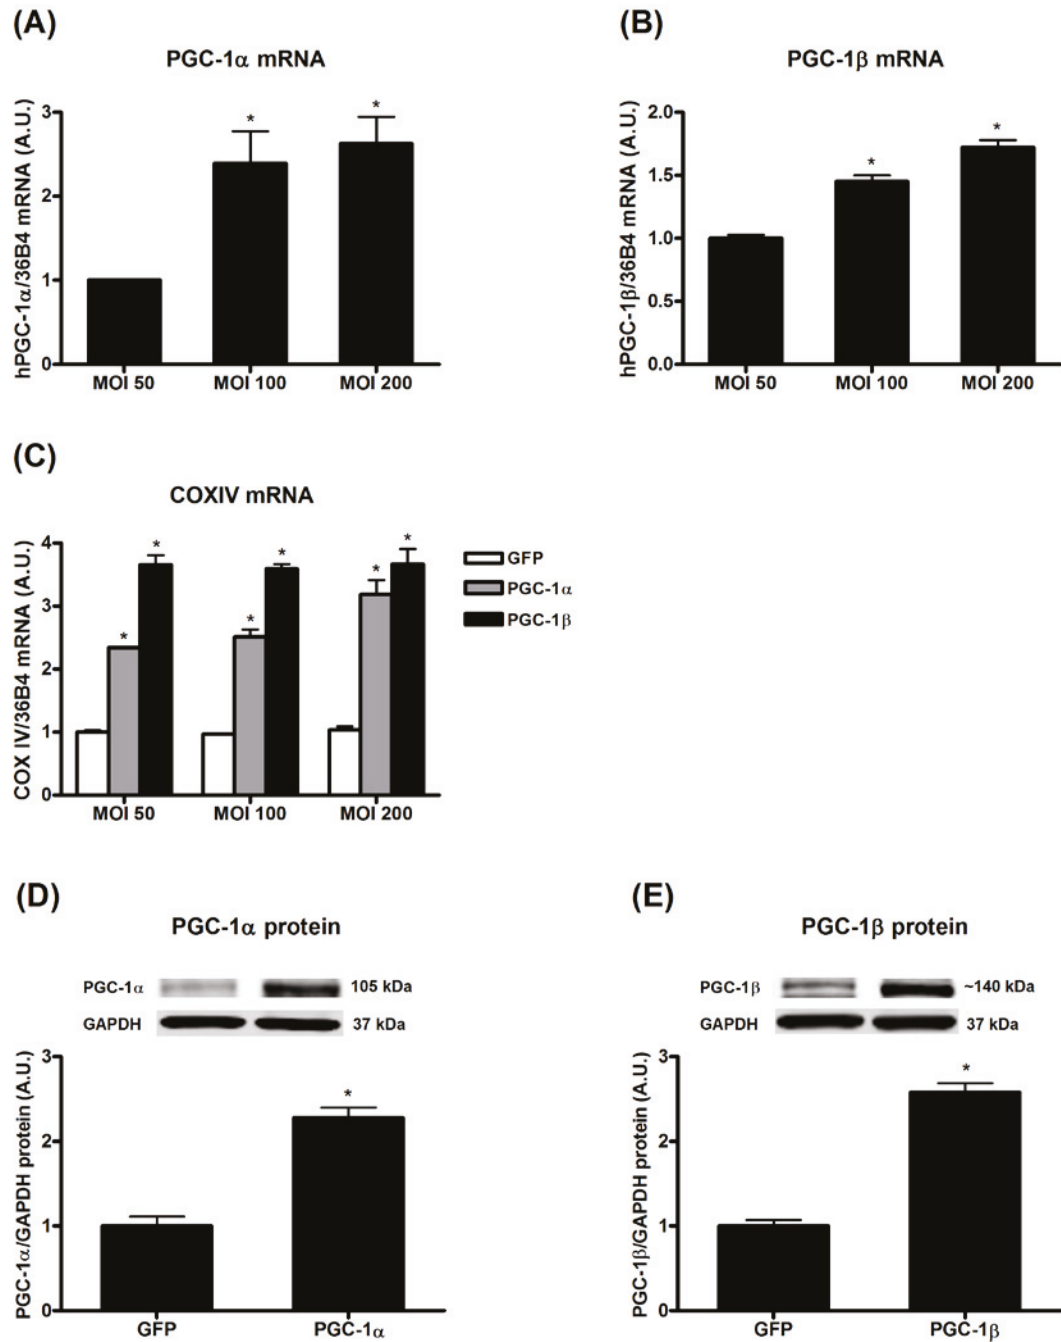 (A)
PGC-1α mRNA
hPGC-1α/36B4 mRNA (A.U.)
3
*
*
2
1
0
MOI 50 MOI 100 MOI 200
(B)
PGC-1β mRNA
hPGC-1β/36B4 mRNA (A.U.)
2.0
*
*
1.5
1.0
0.5
0.0
MOI 50 MOI 100 MOI 200
(C)
COXIV mRNA
COX IV/36B4 mRNA (A.U.)
4
3
2
1
0
* * * * * *
MOI 50 MOI 100 MOI 200
GFP
PGC-1α
PGC-1β
(D)
PGC-1α protein
PGC-1α 105 kDa
GAPDH 37 kDa
PGC-1α/GAPDH protein (A.U.)
3
*
2
1
0
GFP PGC-1α
(E)
PGC-1β protein
PGC-1β ~140 kDa
GAPDH 37 kDa
PGC-1β/GAPDH protein (A.U.)
3
*
2
1
0
GFP PGC-1β